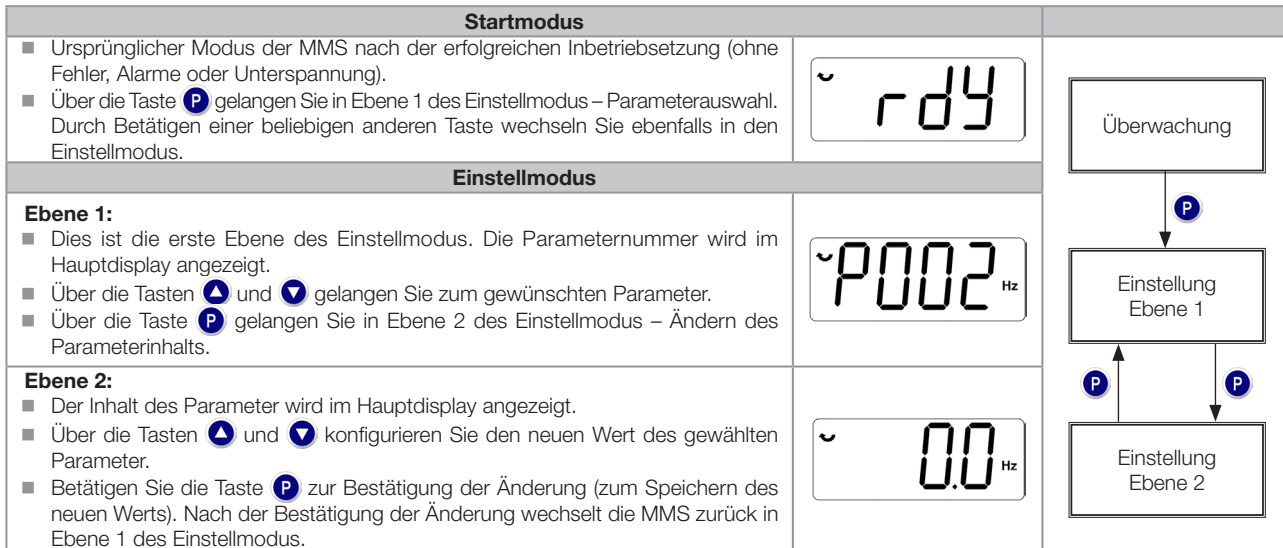 Startmodus
■ Ursprünglicher Modus der MMS nach der erfolgreichen Inbetriebsetzung (ohne
Fehler, Alarme oder Unterspannung).
■ Über die Taste P gelangen Sie in Ebene 1 des Einstellmodus – Parameterauswahl.
Durch Betätigen einer beliebigen anderen Taste wechseln Sie ebenfalls in den
Einstellmodus.
rdy
Einstellmodus
Ebene 1:
■ Dies ist die erste Ebene des Einstellmodus. Die Parameternummer wird im
Hauptdisplay angezeigt.
■ Über die Tasten ▲ und ▼ gelangen Sie zum gewünschten Parameter.
■ Über die Taste P gelangen Sie in Ebene 2 des Einstellmodus – Ändern des
Parameterinhalts.
P002 Hz
Ebene 2:
■ Der Inhalt des Parameter wird im Hauptdisplay angezeigt.
■ Über die Tasten ▲ und ▼ konfigurieren Sie den neuen Wert des gewählten
Parameter.
■ Betätigen Sie die Taste P zur Bestätigung der Änderung (zum Speichern des
neuen Werts). Nach der Bestätigung der Änderung wechselt die MMS zurück in
Ebene 1 des Einstellmodus.
0.0 Hz
Überwachung
P
Einstellung
Ebene 1
P P
Einstellung
Ebene 2